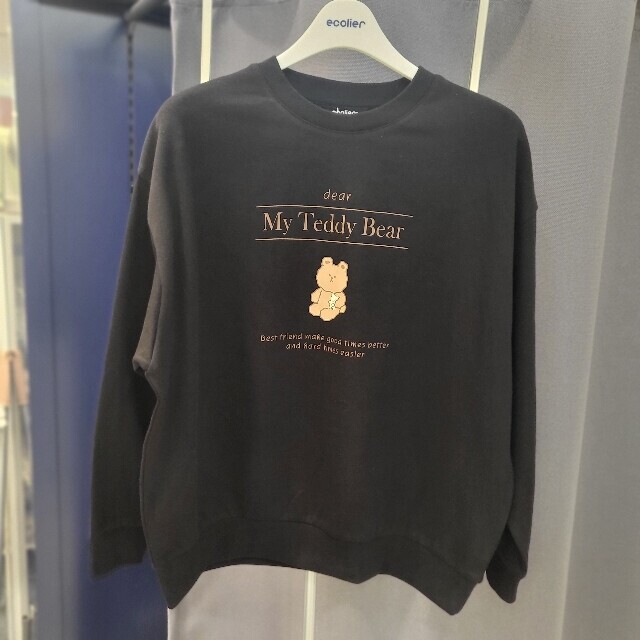 ecolier
dear
My Teddy Bear
Best friend make good times better
and hard times easier